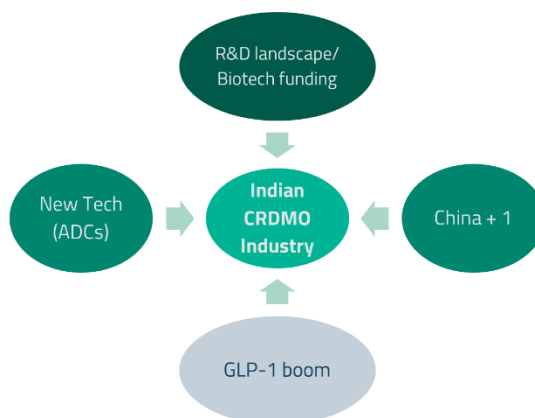 R&D landscape/
Biotech funding
New Tech
(ADCs)
Indian
CRDMO
Industry
China + 1
GLP-1 boom